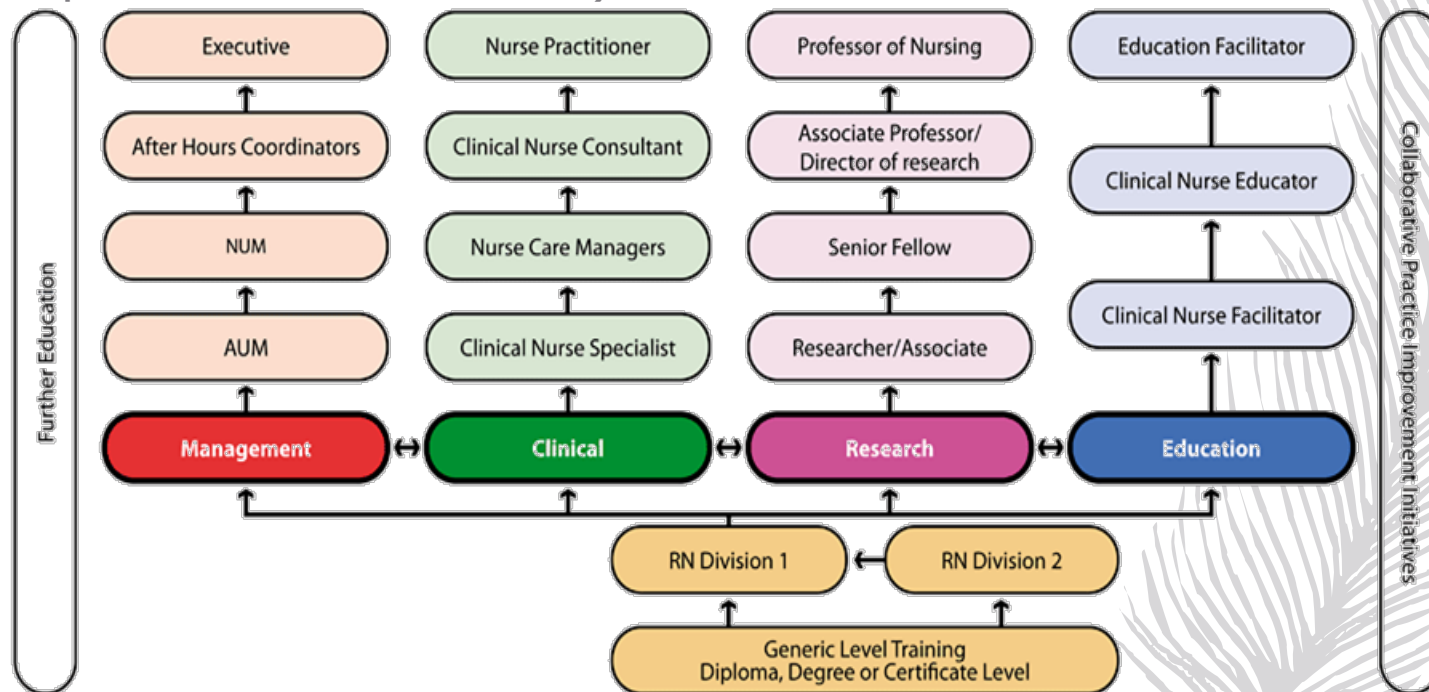 Further Education
Executive
After Hours Coordinators
NUM
AUM
Management
Nurse Practitioner
Clinical Nurse Consultant
Nurse Care Managers
Clinical Nurse Specialist
Clinical
Professor of Nursing
Associate Professor/
Director of research
Senior Fellow
Researcher/Associate
Research
Education Facilitator
Clinical Nurse Educator
Clinical Nurse Facilitator
Education
RN Division 1
RN Division 2
Generic Level Training
Diploma, Degree or Certificate Level
Collaborative Practice Improvement Initiatives